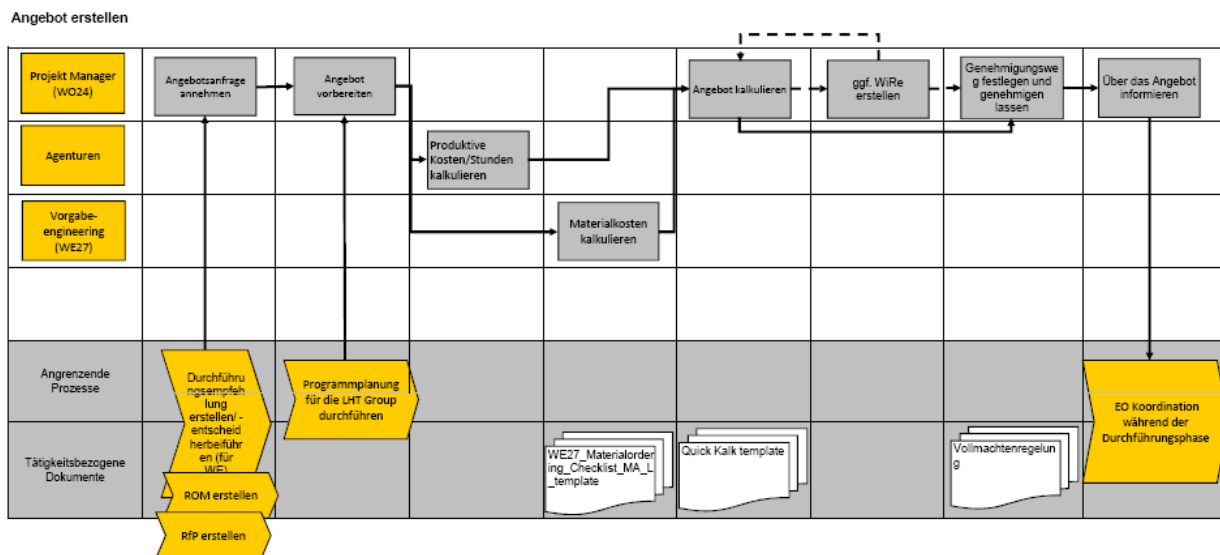 Angebot erstellen
Projekt Manager
(WO24)
Angebotsanfrage
annehmen
Angebot
vorbereiten
Angebot kalkulieren
ggf. WiRe
erstellen
Genehmigungswe
g festlegen und
genehmigen
lassen
Über das Angebot
informieren
Agenturen
Produktive
Kosten/Stunden
kalkulieren
Vorgabe-
engineering
(WE27)
Materialkosten
kalkulieren
Angrenzende
Prozesse
Durchführu
ngsempfeh
lung
erstellen/ -
entscheid
herbeiführ
en (für
WE)
Programmplanung
für die LHT Group
durchführen
EO Koordination
während der
Durchführungsphase
Tätigkeitsbezogene
Dokumente
ROM erstellen
RfP erstellen
WE27_Materialorder
ing_Checklist_MA_L
_template
Quick Kalk template
Vollmachtenregelun
g